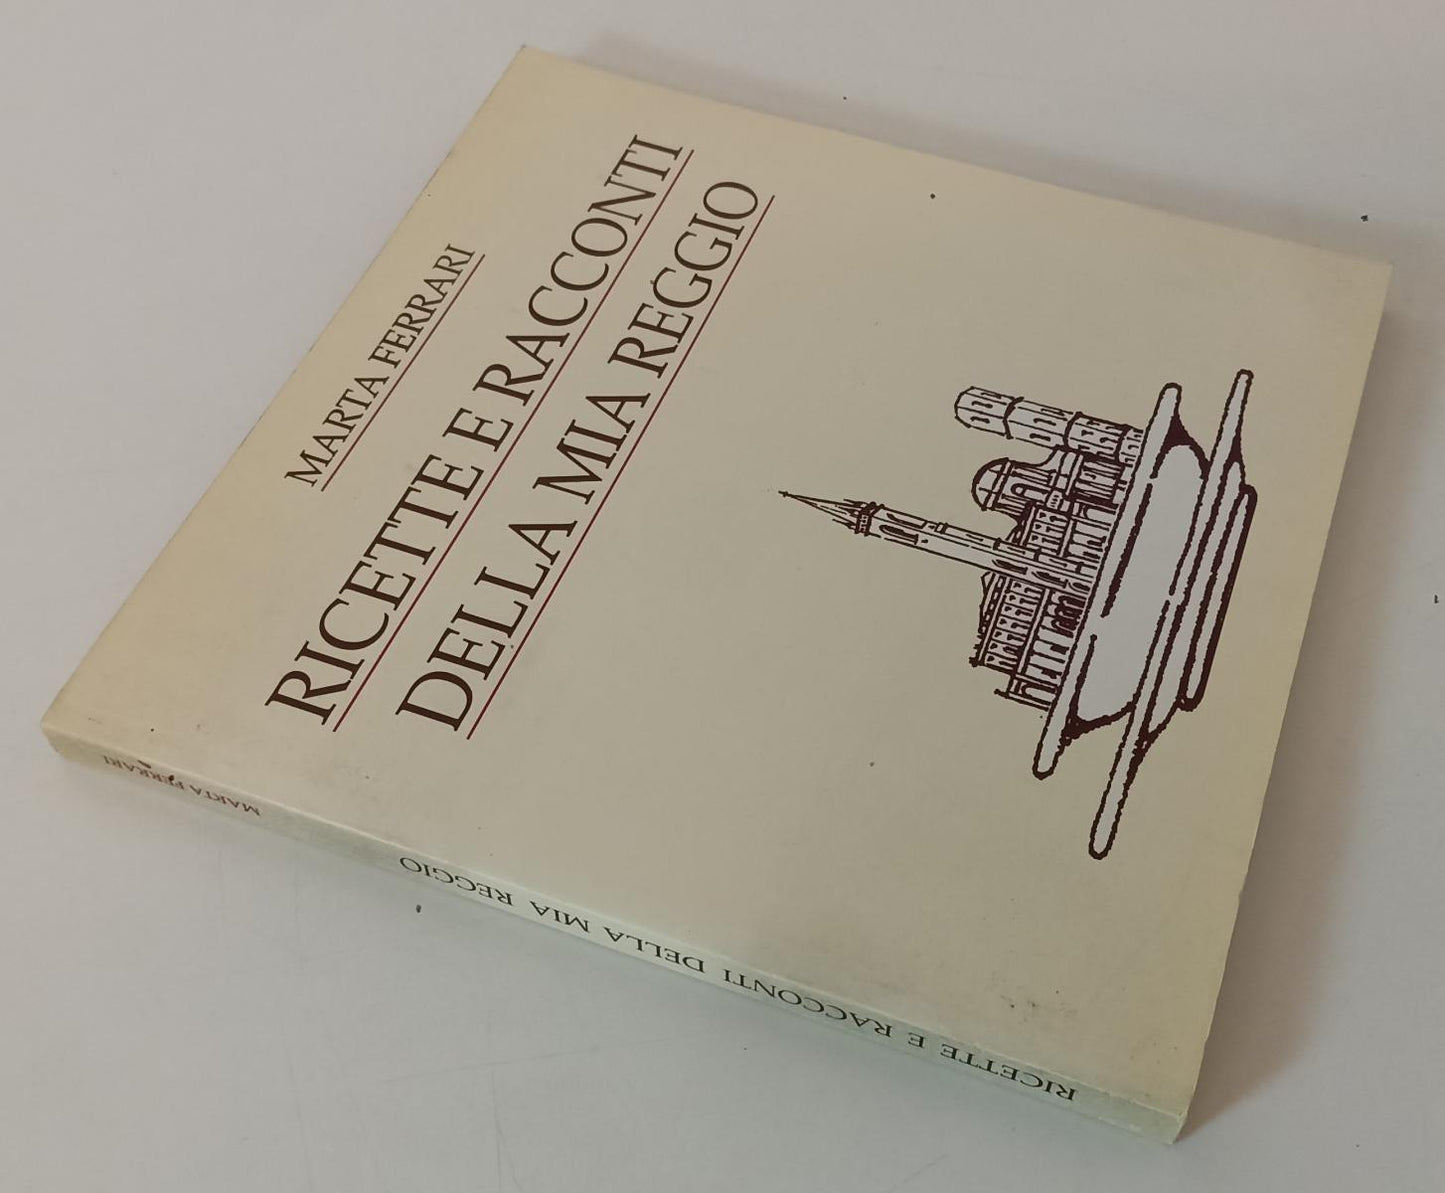 MARTA FERRARI
RICETTE E RACCONTI
DELLA MIA REGGIO
MARTA FERRARI
RICETTE E RACCONTI DELLA MIA REGGIO